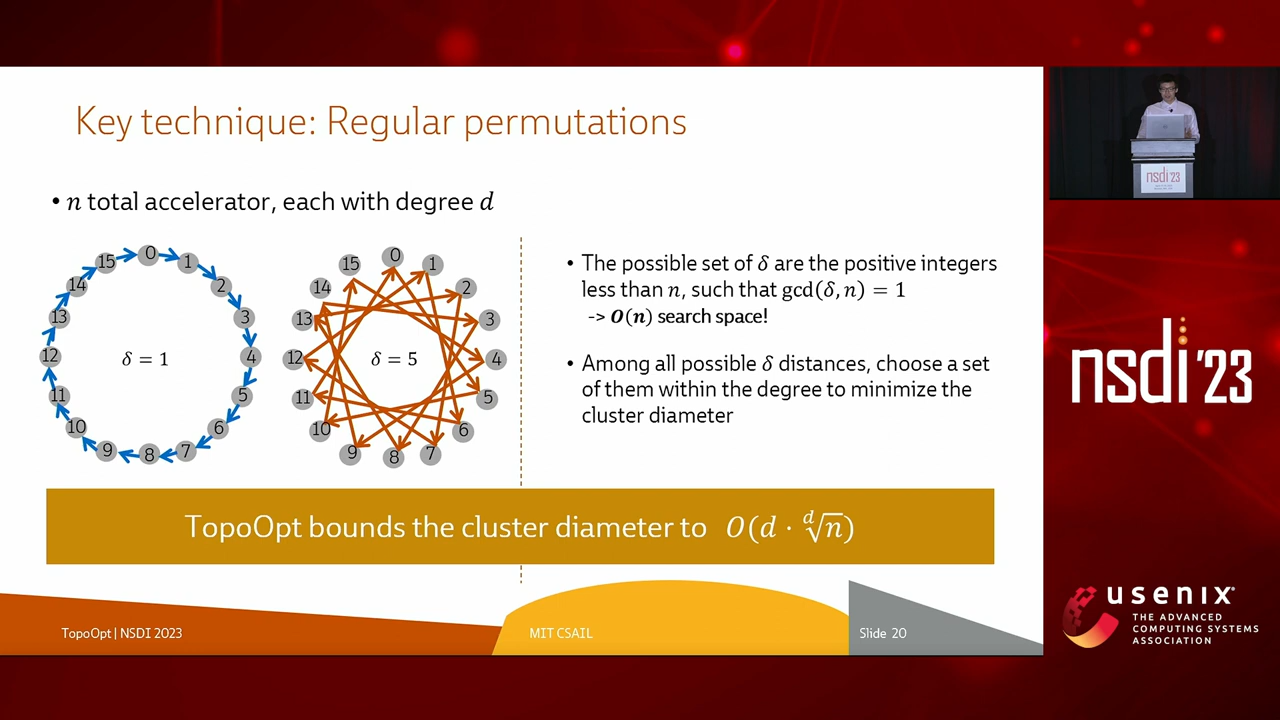 Key technique: Regular permutations
• n total accelerator, each with degree d
0
1
2
3
4
5
6
7
8
9
10
11
12
13
14
15
δ = 1
0
1
2
3
4
5
6
7
8
9
10
11
12
13
14
15
δ = 5
• The possible set of δ are the positive integers
less than n, such that gcd(δ, n) = 1
-> O(n) search space!
• Among all possible δ distances, choose a set
of them within the degree to minimize the
cluster diameter
TopoOpt bounds the cluster diameter to O(d · ᵈ√n)
TopoOpt | NSDI 2023
MIT CSAIL
Slide 20
nsdi '23
nsdi '23
usenix®
THE ADVANCED
COMPUTING SYSTEMS
ASSOCIATION